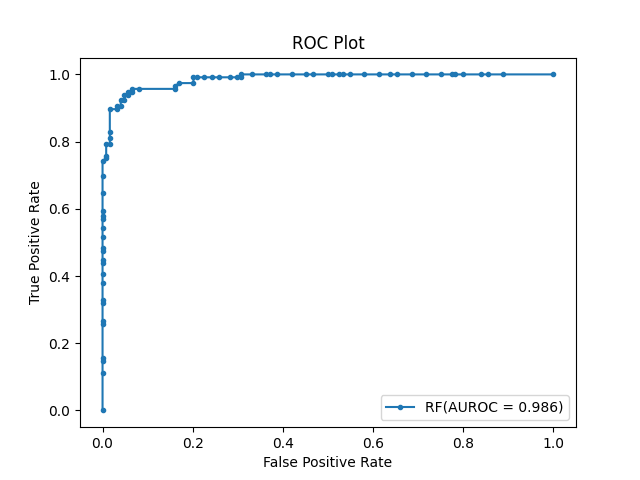 ROC Plot
True Positive Rate
1.0
0.8
0.6
0.4
0.2
0.0
RF(AUROC = 0.986)
0.0 0.2 0.4 0.6 0.8 1.0
False Positive Rate